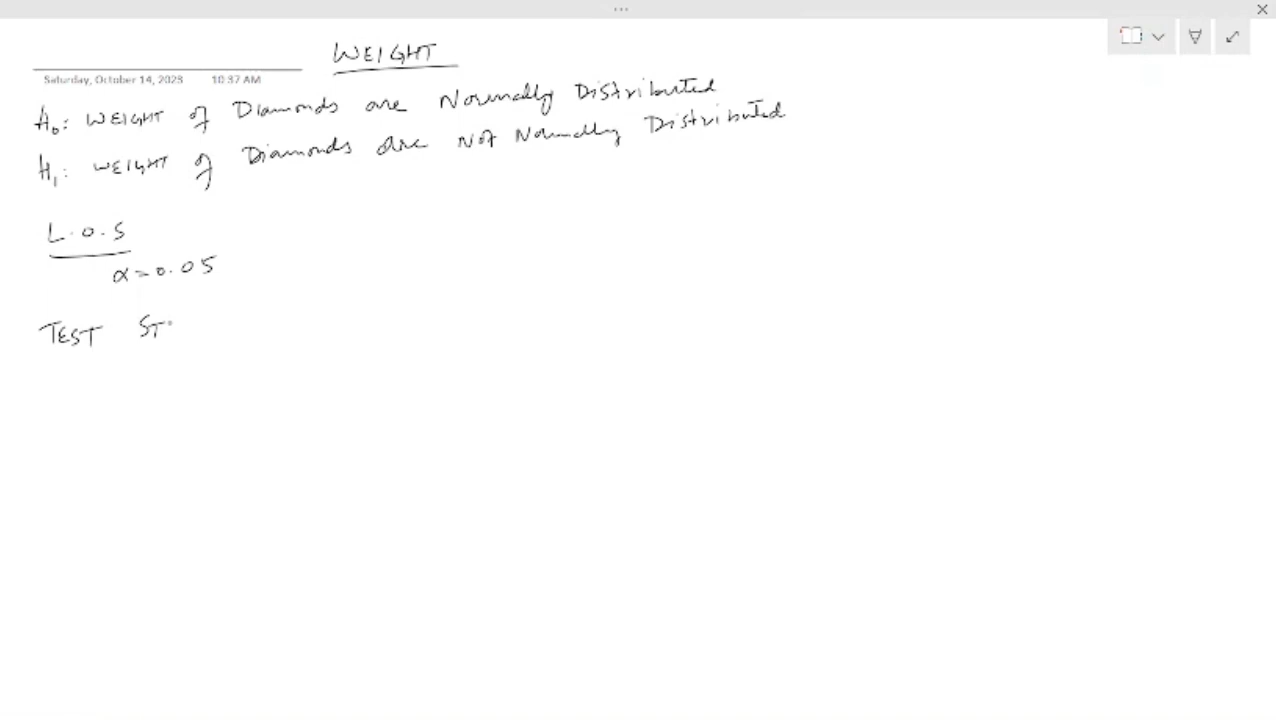 WEIGHT
Saturday, October 14, 2023 10:37 AM
H0: WEIGHT of Diamonds are Normally Distributed
H1: WEIGHT of Diamonds are Not Normally Distributed
L.O.S
α=0.05
TEST ST